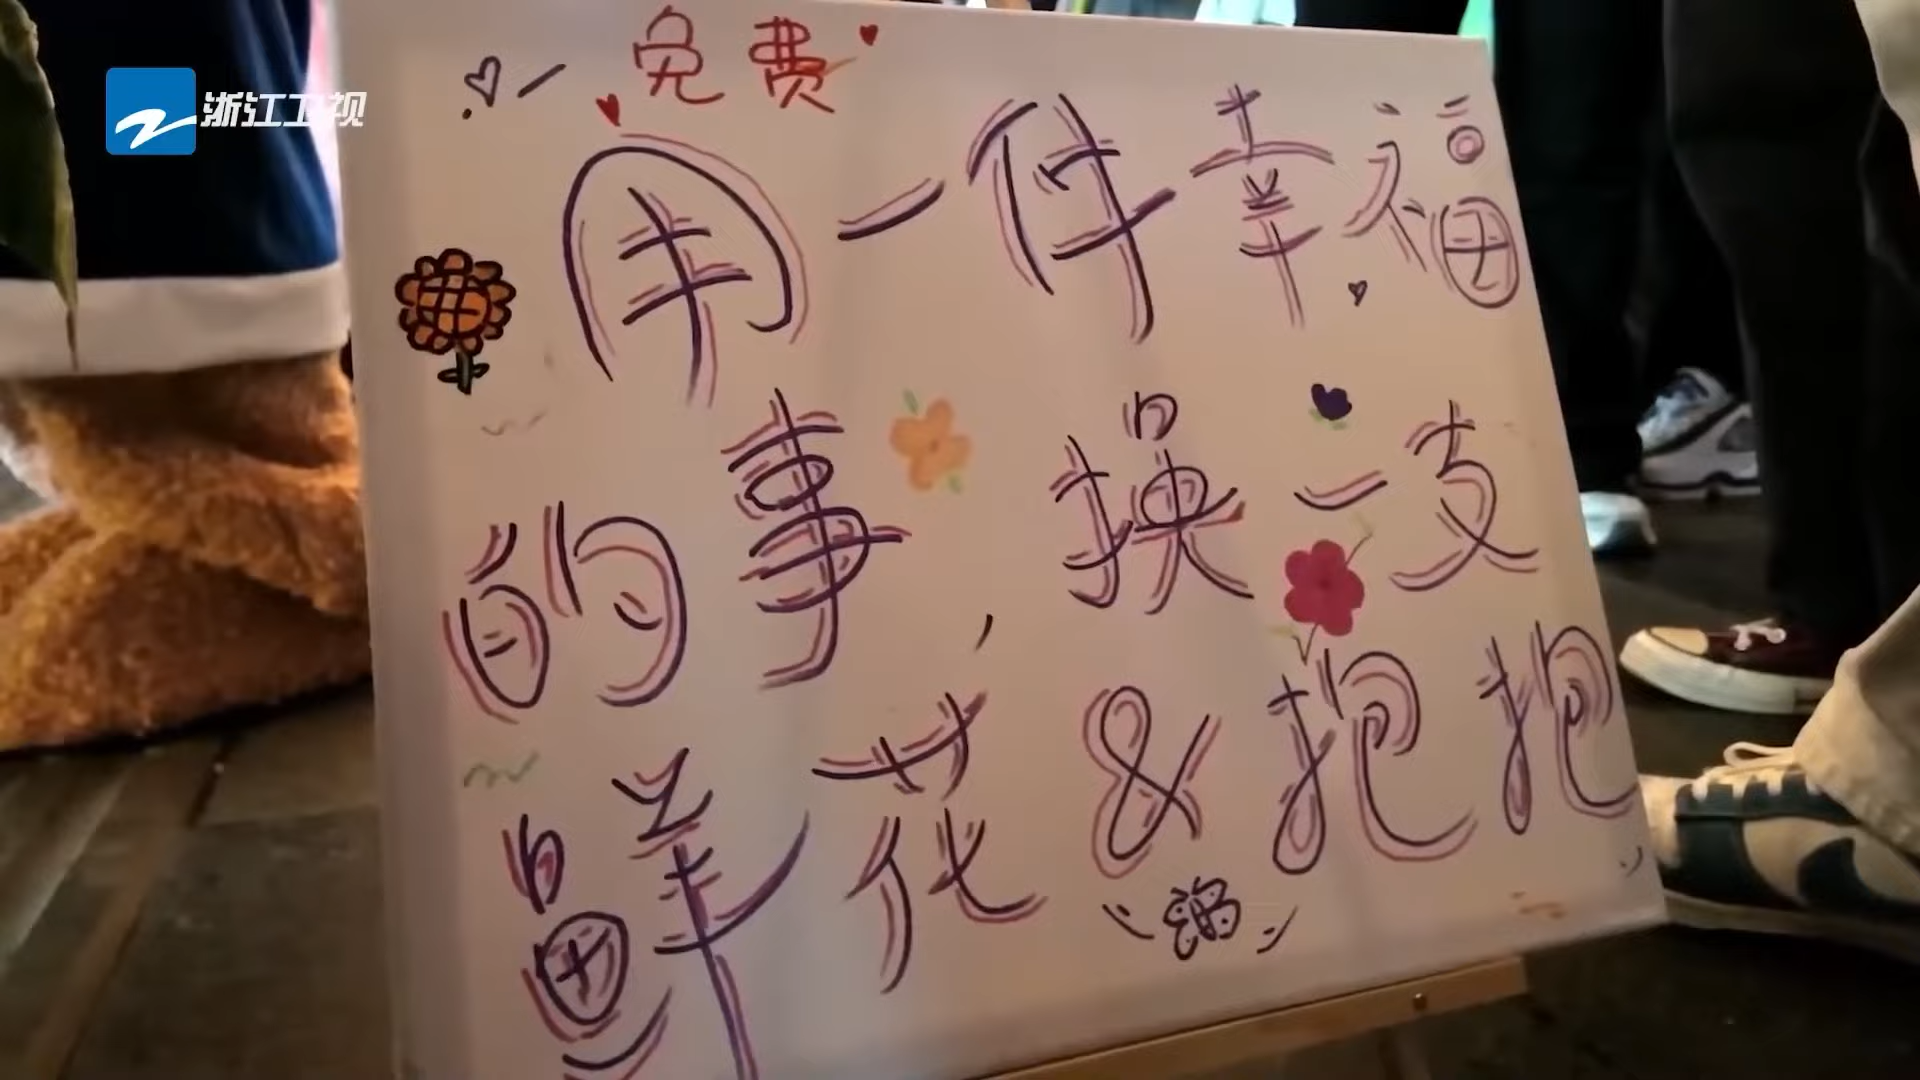 浙江卫视
免费
用一件幸福
的事，换一支
鲜花&抱抱